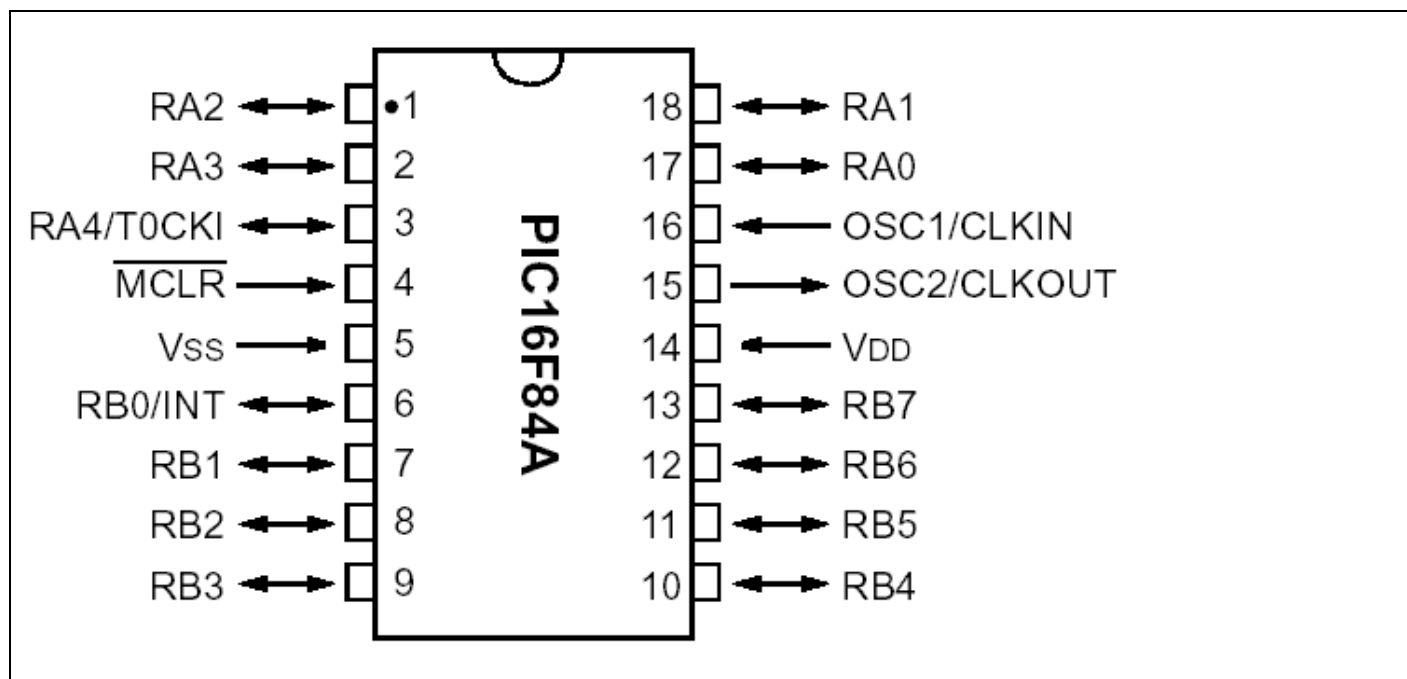 RA2 •1 18 RA1
RA3 2 17 RA0
RA4/T0CKI 3 16 OSC1/CLKIN
M̅C̅L̅R̅ 4 15 OSC2/CLKOUT
VSS 5 14 VDD
RB0/INT 6 13 RB7
RB1 7 12 RB6
RB2 8 11 RB5
RB3 9 10 RB4
PIC16F84A